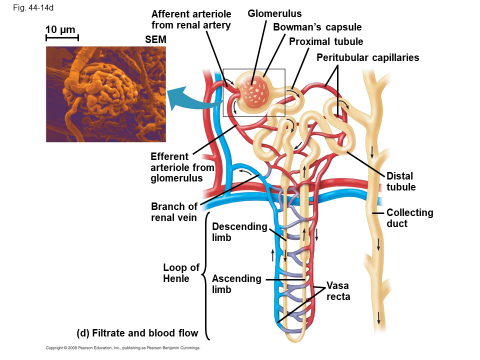 Fig. 44-14d
10 µm
SEM
Afferent arteriole
from renal artery
Glomerulus
Bowman's capsule
Proximal tubule
Peritubular capillaries
Efferent
arteriole from
glomerulus
Distal
tubule
Branch of
renal vein
Collecting
duct
Descending
limb
Loop of
Henle
Ascending
limb
Vasa
recta
(d) Filtrate and blood flow
Copyright © 2008 Pearson Education, Inc., publishing as Pearson Benjamin Cummings.